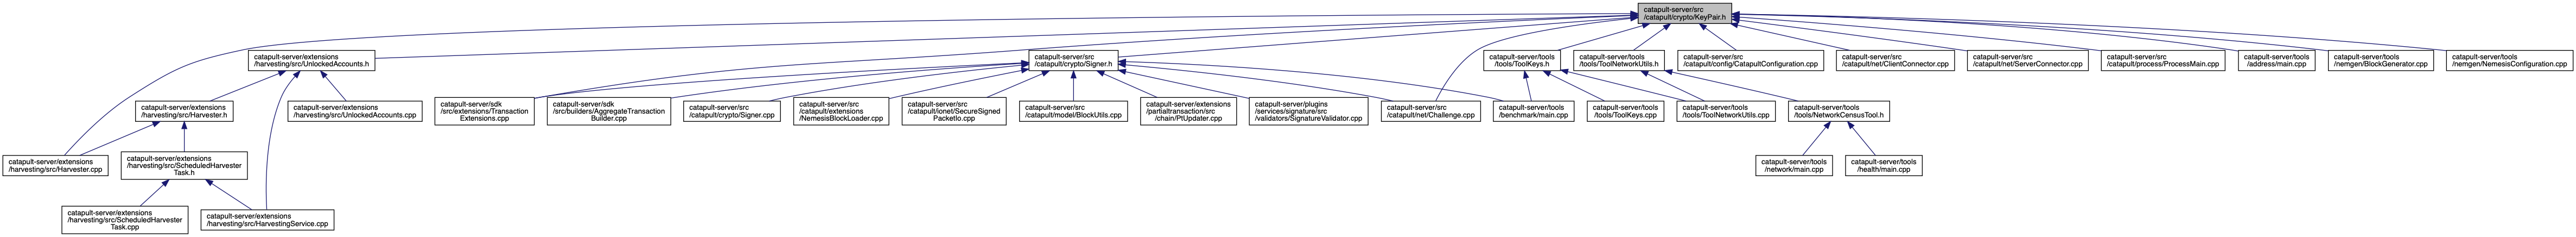 catapult-server/src
/catapult/crypto/KeyPair.h
catapult-server/extensions
/harvesting/src/UnlockedAccounts.h
catapult-server/src
/catapult/crypto/Signer.h
catapult-server/tools
/tools/ToolKeys.h
catapult-server/tools
/tools/ToolNetworkUtils.h
catapult-server/src
/catapult/config/CatapultConfiguration.cpp
catapult-server/src
/catapult/net/ClientConnector.cpp
catapult-server/src
/catapult/net/ServerConnector.cpp
catapult-server/src
/catapult/process/ProcessMain.cpp
catapult-server/tools
/address/main.cpp
catapult-server/tools
/nemgen/BlockGenerator.cpp
catapult-server/tools
/nemgen/NemesisConfiguration.cpp
catapult-server/extensions
/harvesting/src/Harvester.h
catapult-server/extensions
/harvesting/src/UnlockedAccounts.cpp
catapult-server/sdk
/src/extensions/Transaction
Extensions.cpp
catapult-server/sdk
/src/builders/AggregateTransaction
Builder.cpp
catapult-server/src
/catapult/crypto/Signer.cpp
catapult-server/src
/catapult/extensions
/NemesisBlockLoader.cpp
catapult-server/src
/catapult/ionet/SecureSigned
PacketIo.cpp
catapult-server/src
/catapult/model/BlockUtils.cpp
catapult-server/extensions
/partialtransaction/src
/chain/PtUpdater.cpp
catapult-server/plugins
/services/signature/src
/validators/SignatureValidator.cpp
catapult-server/src
/catapult/net/Challenge.cpp
catapult-server/tools
/benchmark/main.cpp
catapult-server/tools
/tools/ToolKeys.cpp
catapult-server/tools
/tools/ToolNetworkUtils.cpp
catapult-server/tools
/tools/NetworkCensusTool.h
catapult-server/extensions
/harvesting/src/Harvester.cpp
catapult-server/extensions
/harvesting/src/ScheduledHarvester
Task.h
catapult-server/tools
/network/main.cpp
catapult-server/tools
/health/main.cpp
catapult-server/extensions
/harvesting/src/ScheduledHarvester
Task.cpp
catapult-server/extensions
/harvesting/src/HarvestingService.cpp